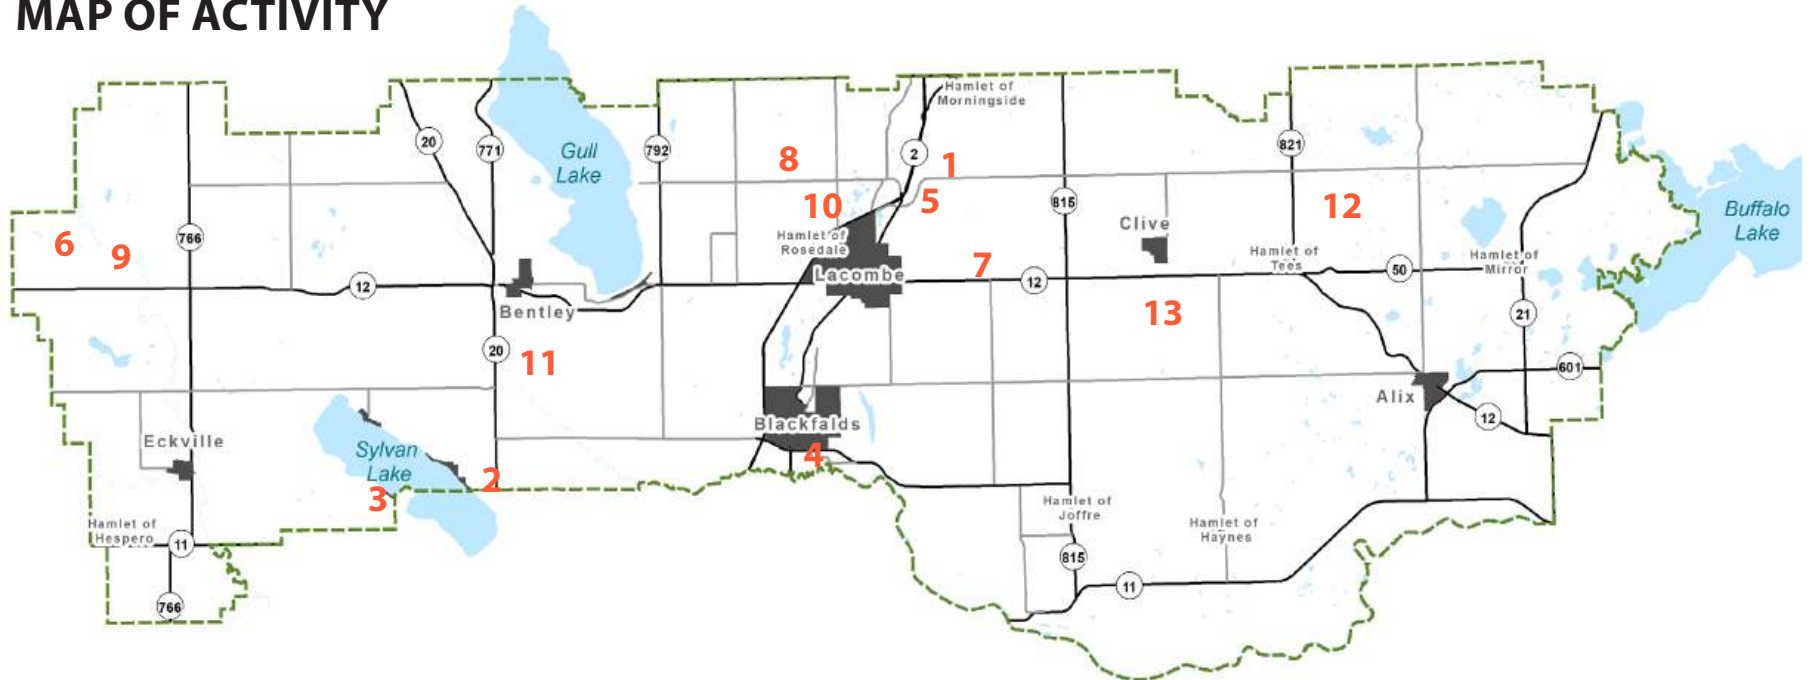 MAP OF ACTIVITY
Hamlet of
Morningside
20
771
Gull
Lake
792
8
2
1
821
766
6
9
10
5
815
12
Clive
Buffalo
Lake
Hamlet of
Rosedale
Lacombe
7
Hamlet of
Tees
50
Hamlet of
Mirror
12
Bentley
12
13
21
20
11
601
Alix
12
Eckville
Sylvan
Lake
Blackfalds
4
2
3
Hamlet of
Joffre
Hamlet of
Haynes
Hamlet of
Hespero
11
815
11
766